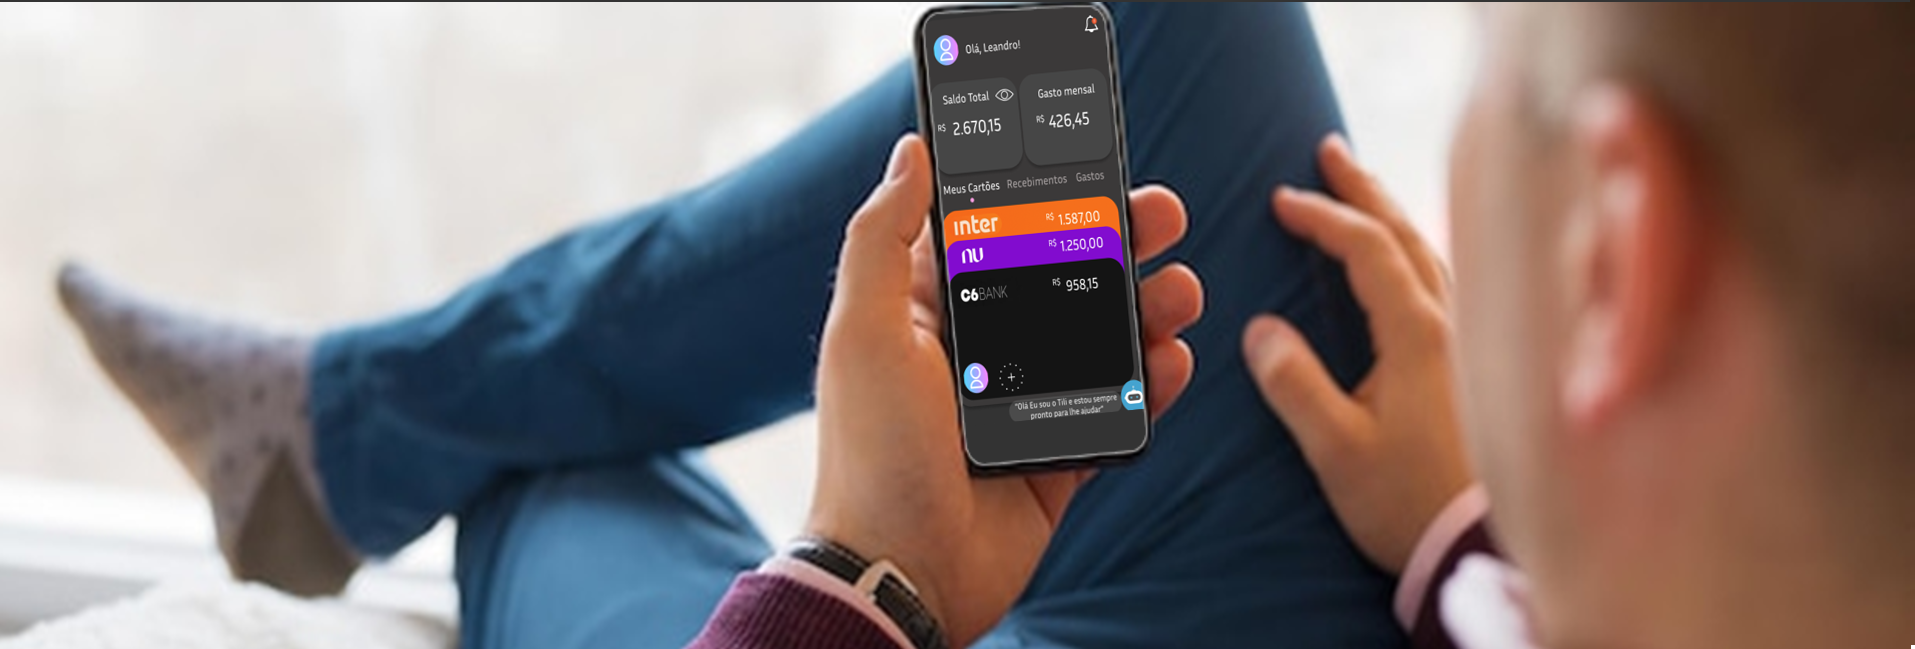 Olá, Leandro!
Saldo Total
R$ 2.670,15
Gasto mensal
R$ 426,45
Meus Cartões Recebimentos Gastos
inter R$ 1.587,00
nu R$ 1.250,00
C6BANK R$ 958,15
+
"Olá Eu sou o Tili e estou sempre
pronto para lhe ajudar"